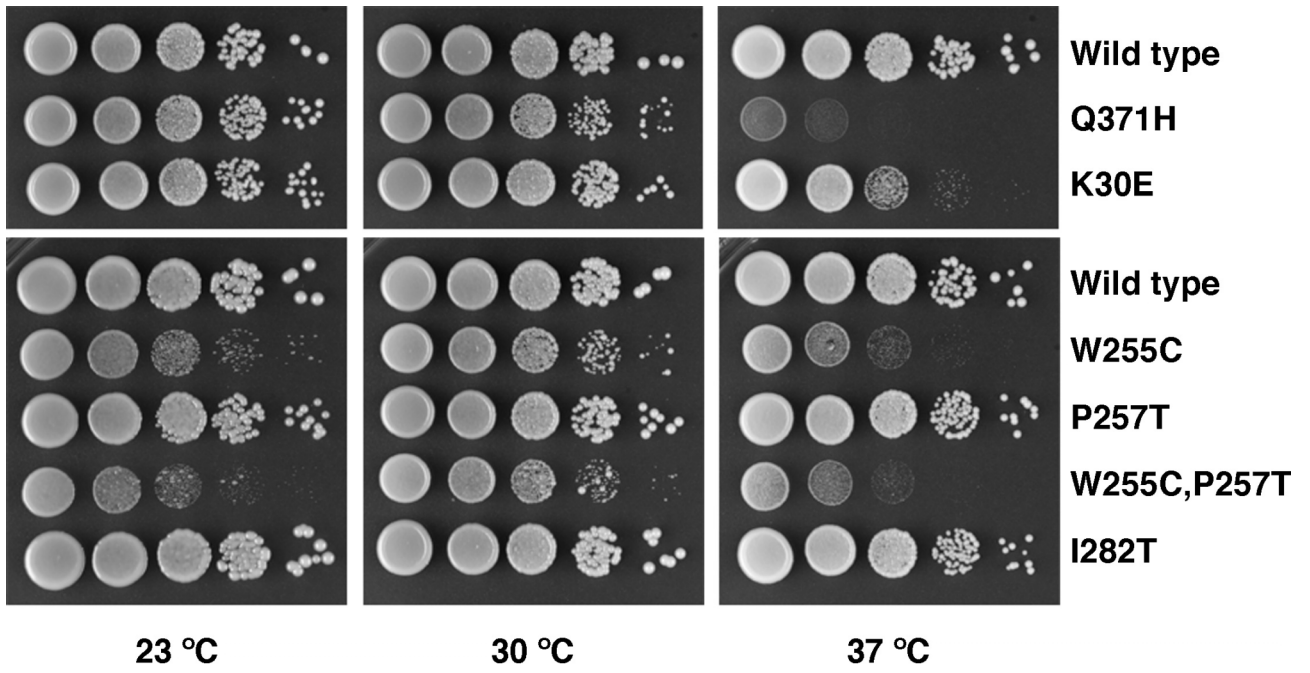 Wild type
Q371H
K30E
Wild type
W255C
P257T
W255C,P257T
I282T
23 °C
30 °C
37 °C